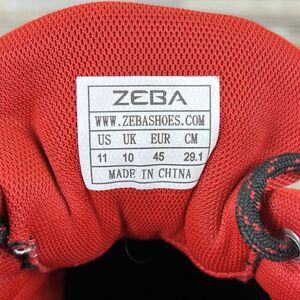 ZEBA
WWW.ZEBASHOES.COM
US UK EUR CM
11 10 45 29.1
MADE IN CHINA